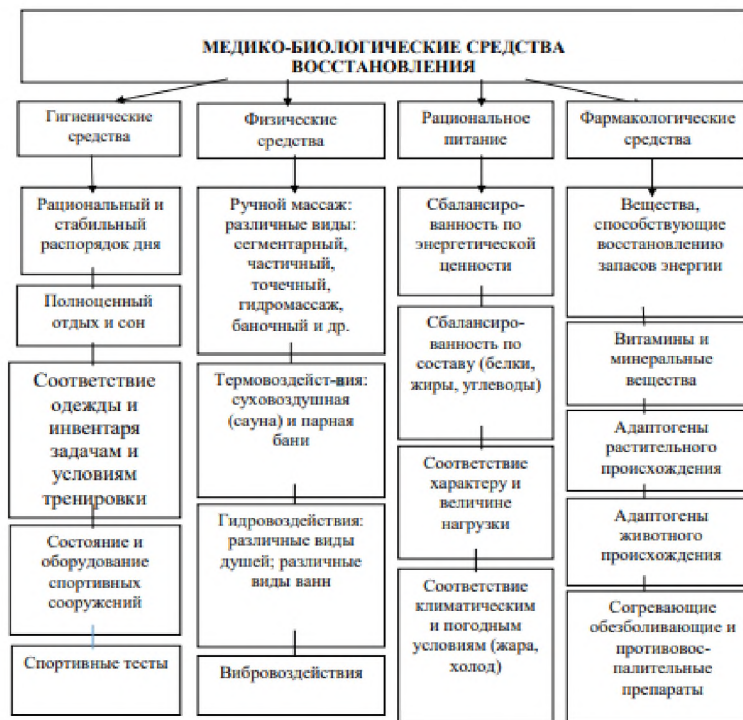 МЕДИКО-БИОЛОГИЧЕСКИЕ СРЕДСТВА
ВОССТАНОВЛЕНИЯ
Гигиенические
средства
Рациональный и
стабильный
распорядок дня
Полноценный
отдых и сон
Соответствие
одежды и
инвентаря
задачам и
условиям
тренировки
Состояние и
оборудование
спортивных
сооружений
Спортивные тесты
Физические
средства
Ручной массаж:
различные виды:
сегментарный,
частичный,
точечный,
гидромассаж,
баночный и др.
Термовоздейст-вия:
суховоздушная
(сауна) и парная
бани
Гидровоздействия:
различные виды
душей; различные
виды ванн
Вибровоздействия
Рациональное
питание
Сбалансиро-
ванность по
энергетической
ценности
Сбалансиро-
ванность по
составу (белки,
жиры, углеводы)
Соответствие
характеру и
величине
нагрузки
Соответствие
климатическим
и погодным
условиям (жара,
холод)
Фармакологические
средства
Вещества,
способствующие
восстановлению
запасов энергии
Витамины и
минеральные
вещества
Адаптогены
растительного
происхождения
Адаптогены
животного
происхождения
Согревающие
обезболивающие и
противовос-
палительные
препараты